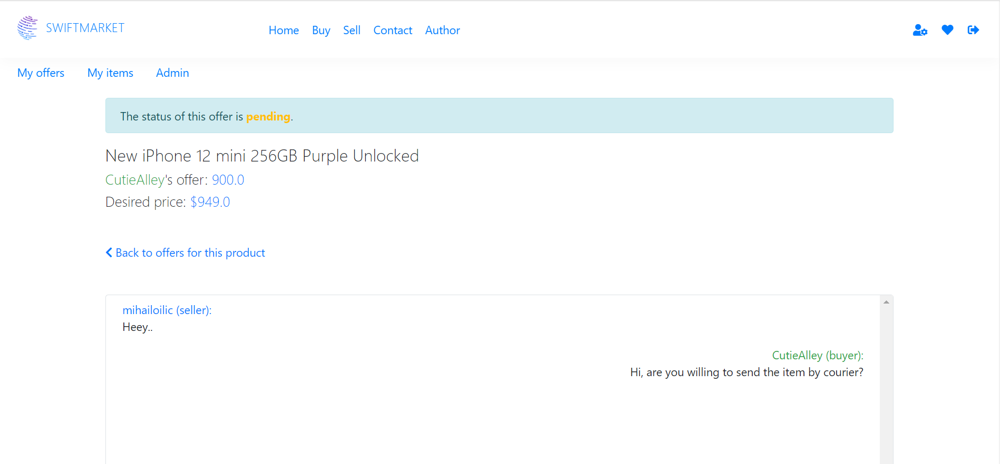 SWIFTMARKET
Home Buy Sell Contact Author
My offers My items Admin
The status of this offer is pending.
New iPhone 12 mini 256GB Purple Unlocked
CutieAlley's offer: 900.0
Desired price: $949.0
Back to offers for this product
mihailoilic (seller):
Heey..
CutieAlley (buyer):
Hi, are you willing to send the item by courier?